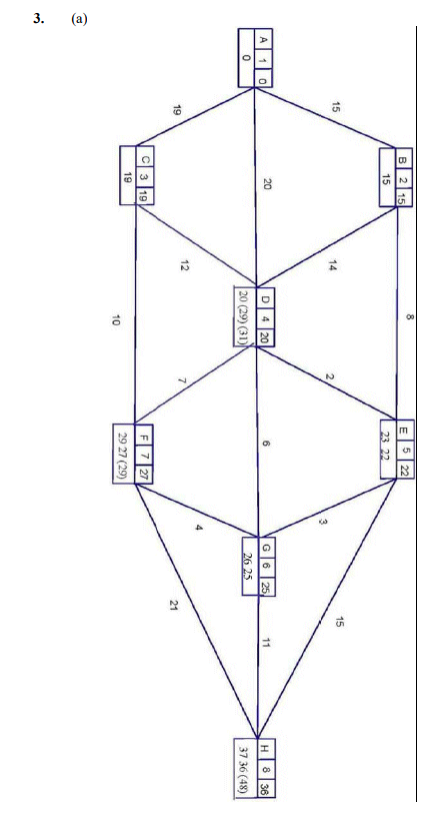 3. (a)
A 1 0
0
B 2 15
15
C 3 19
19
D 4 20
20 (29) (31)
E 5 22
23 22
F 7 27
29 27 (29)
G 6 25
26 25
H 8 36
37 36 (48)
15
19
20
8
14
12
10
2
7
6
3
4
15
11
21